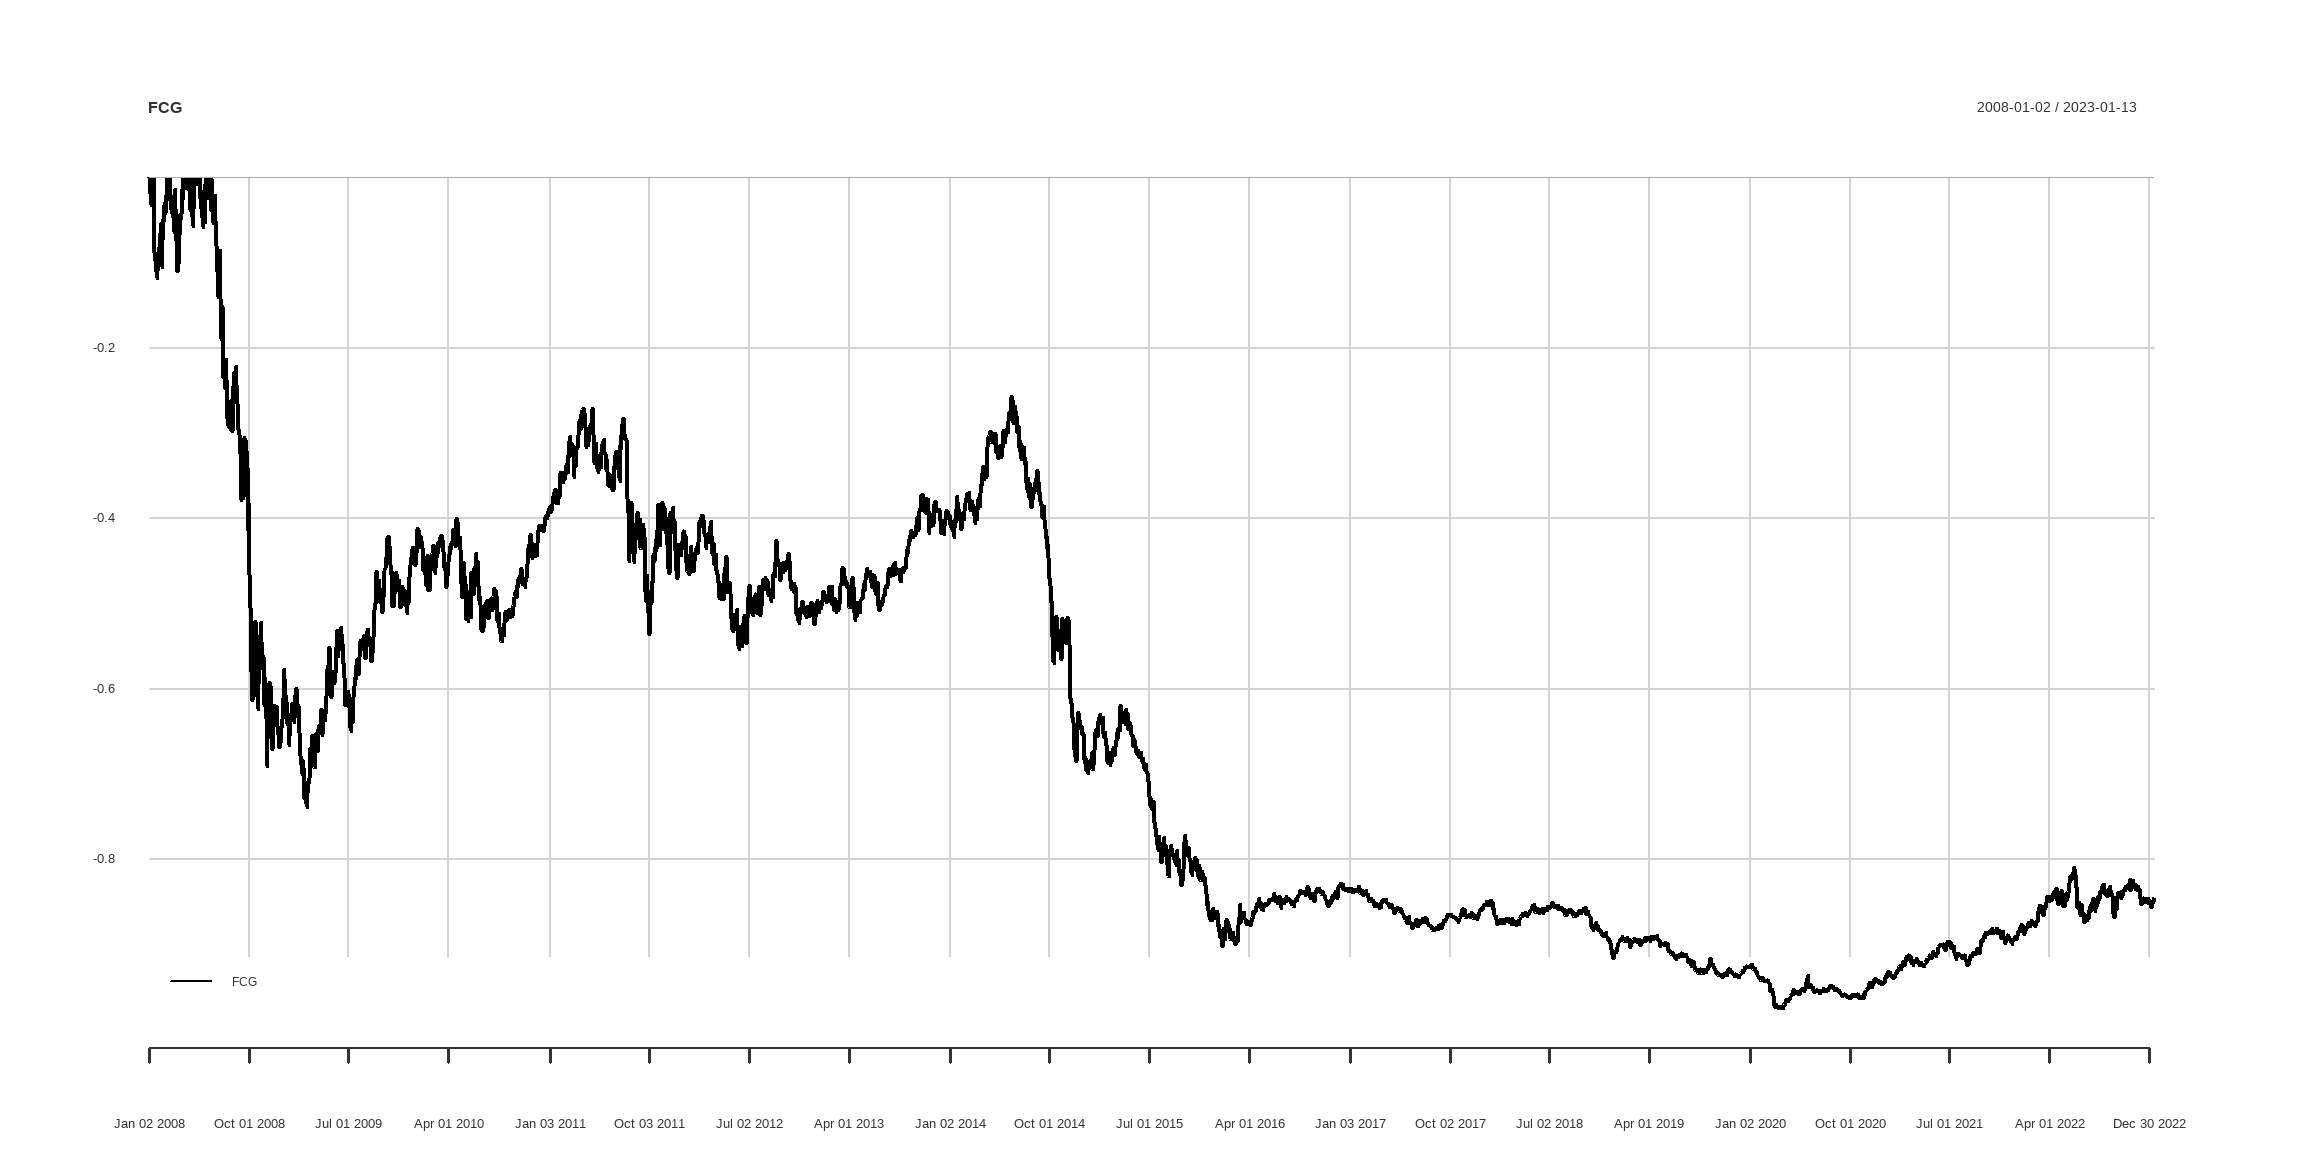 FCG
2008-01-02 / 2023-01-13
-0.2
-0.4
-0.6
-0.8
FCG
Jan 02 2008 Oct 01 2008 Jul 01 2009 Apr 01 2010 Jan 03 2011 Oct 03 2011 Jul 02 2012 Apr 01 2013 Jan 02 2014 Oct 01 2014 Jul 01 2015 Apr 01 2016 Jan 03 2017 Oct 02 2017 Jul 02 2018 Apr 01 2019 Jan 02 2020 Oct 01 2020 Jul 01 2021 Apr 01 2022 Dec 30 2022